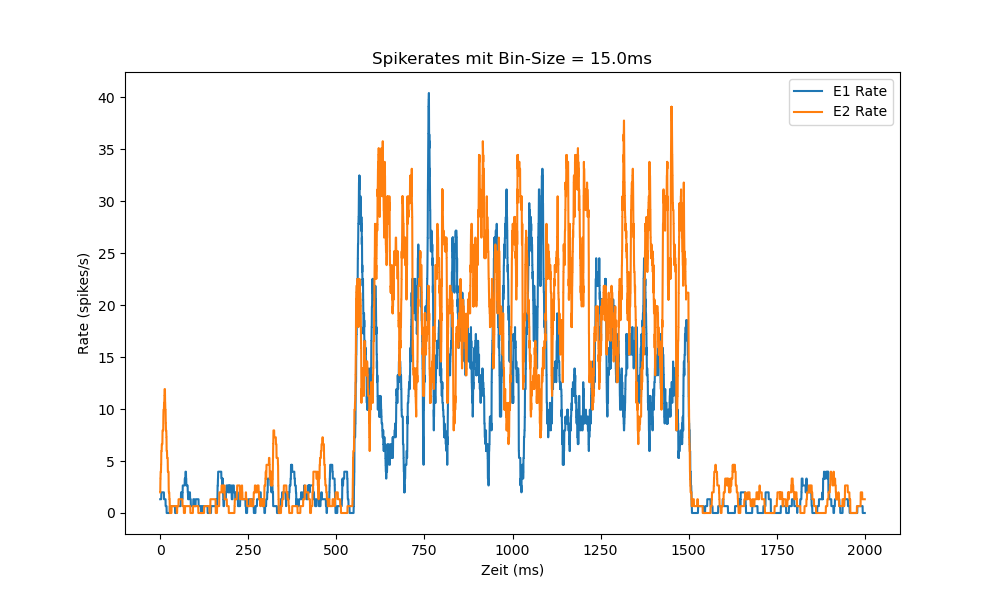 Spikerates mit Bin-Size = 15.0ms
E1 Rate
E2 Rate
40
35
30
25
20
15
10
5
0
Rate (spikes/s)
0 250 500 750 1000 1250 1500 1750 2000
Zeit (ms)